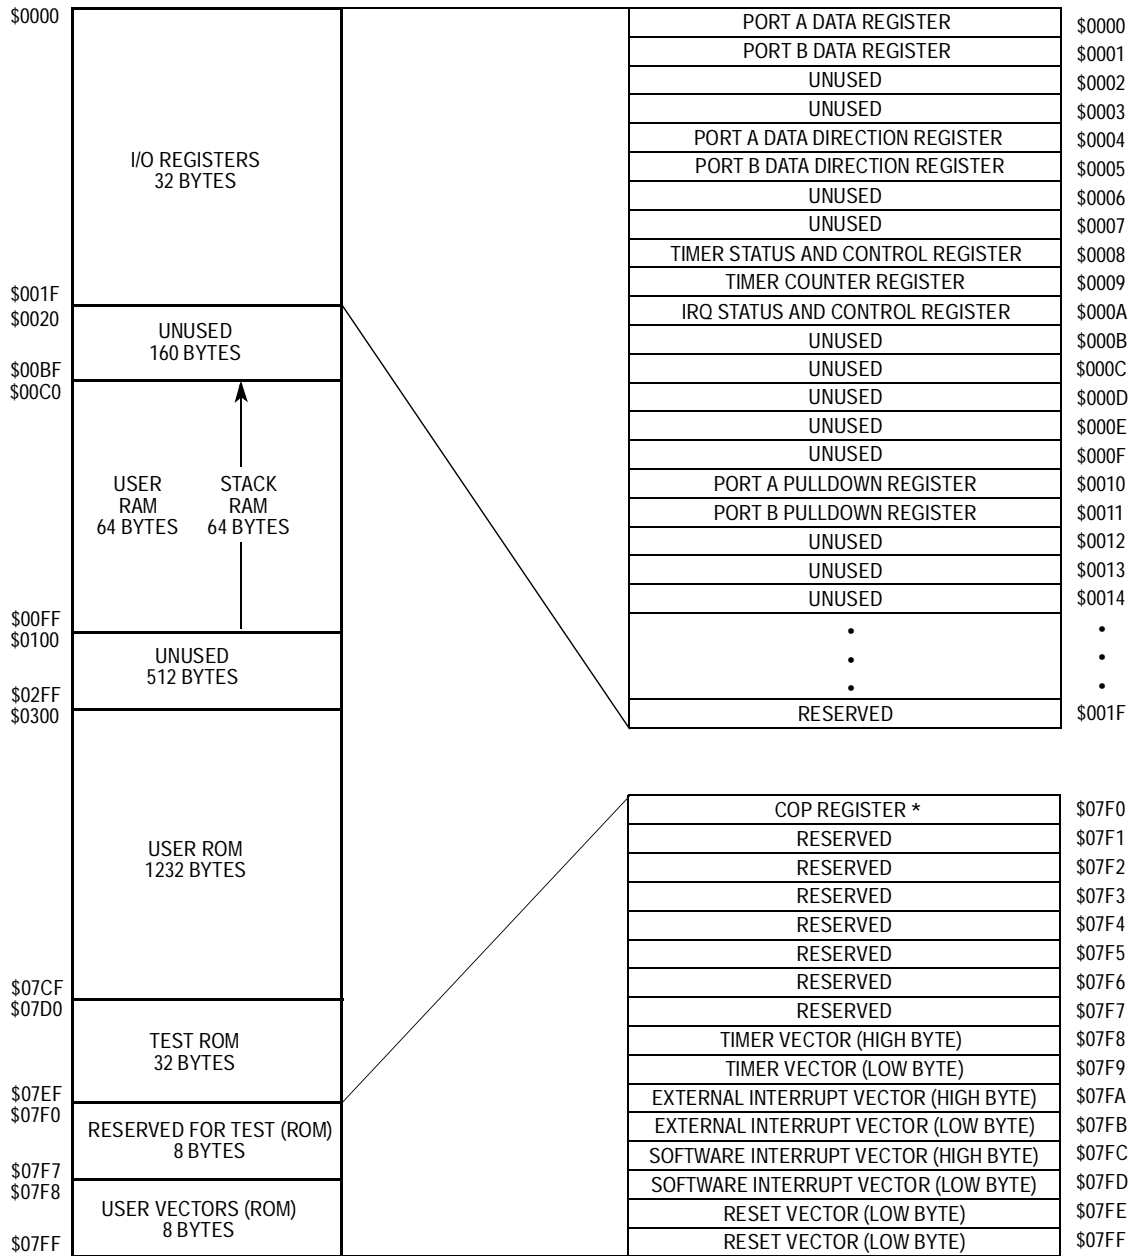 $0000
I/O REGISTERS
32 BYTES
$001F
$0020
UNUSED
160 BYTES
$00BF
$00C0
USER
RAM
64 BYTES
STACK
RAM
64 BYTES
$00FF
$0100
UNUSED
512 BYTES
$02FF
$0300
USER ROM
1232 BYTES
$07CF
$07D0
TEST ROM
32 BYTES
$07EF
$07F0
RESERVED FOR TEST (ROM)
8 BYTES
$07F7
$07F8
USER VECTORS (ROM)
8 BYTES
$07FF
PORT A DATA REGISTER $0000
PORT B DATA REGISTER $0001
UNUSED $0002
UNUSED $0003
PORT A DATA DIRECTION REGISTER $0004
PORT B DATA DIRECTION REGISTER $0005
UNUSED $0006
UNUSED $0007
TIMER STATUS AND CONTROL REGISTER $0008
TIMER COUNTER REGISTER $0009
IRQ STATUS AND CONTROL REGISTER $000A
UNUSED $000B
UNUSED $000C
UNUSED $000D
UNUSED $000E
UNUSED $000F
PORT A PULLDOWN REGISTER $0010
PORT B PULLDOWN REGISTER $0011
UNUSED $0012
UNUSED $0013
UNUSED $0014
• •
• •
• •
RESERVED $001F
COP REGISTER * $07F0
RESERVED $07F1
RESERVED $07F2
RESERVED $07F3
RESERVED $07F4
RESERVED $07F5
RESERVED $07F6
RESERVED $07F7
TIMER VECTOR (HIGH BYTE) $07F8
TIMER VECTOR (LOW BYTE) $07F9
EXTERNAL INTERRUPT VECTOR (HIGH BYTE) $07FA
EXTERNAL INTERRUPT VECTOR (LOW BYTE) $07FB
SOFTWARE INTERRUPT VECTOR (HIGH BYTE) $07FC
SOFTWARE INTERRUPT VECTOR (LOW BYTE) $07FD
RESET VECTOR (LOW BYTE) $07FE
RESET VECTOR (LOW BYTE) $07FF